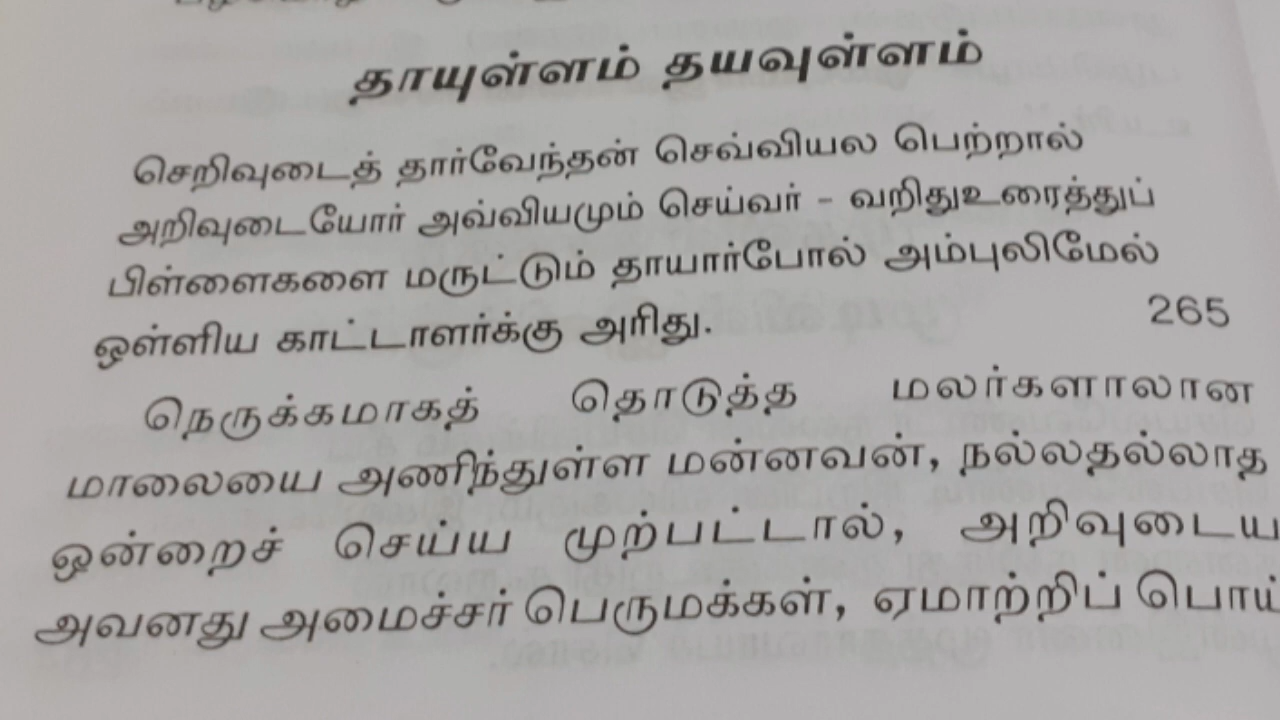 தாயுள்ளம் தயவுள்ளம்
செறிவுடைத் தார்வேந்தன் செவ்வியல பெற்றால்
அறிவுடையோர் அவ்வியமும் செய்வர் - வறிதுஉரைத்துப்
பிள்ளைகளை மருட்டும் தாயார்போல் அம்புலிமேல்
ஒள்ளிய காட்டாளர்க்கு அரிது. 265
நெருக்கமாகத் தொடுத்த மலர்களாலான
மாலையை அணிந்துள்ள மன்னவன், நல்லதல்லாத
ஒன்றைச் செய்ய முற்பட்டால், அறிவுடைய
அவனது அமைச்சர் பெருமக்கள், ஏமாற்றிப் பொய்